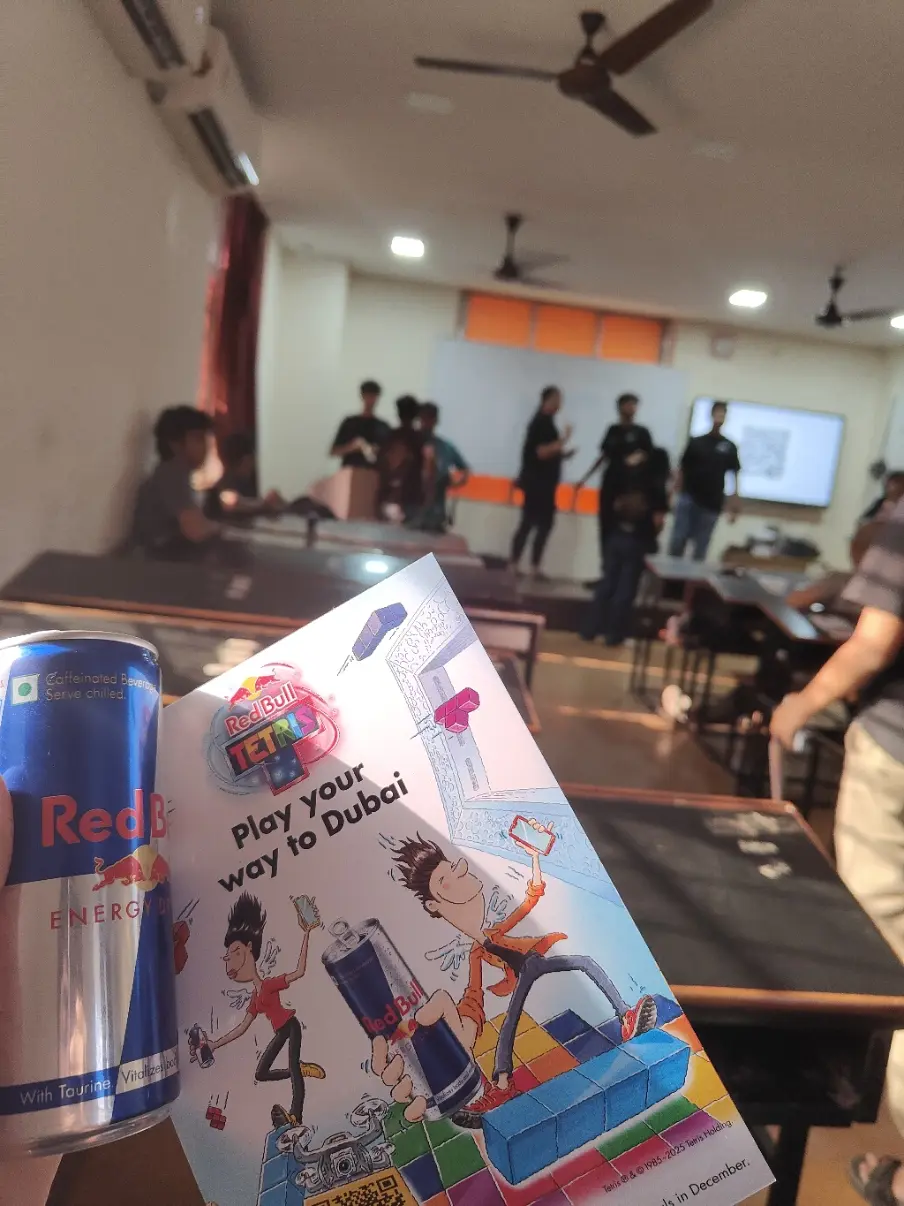 Caffeinated Beverage
Serve chilled.
Red B
ENERGY D
With Taurine. Vitalizes
Red Bull
TETRIS
Play your
way to Dubai
Red Bull
Tetris ® & © 1985-2025 Tetris Holding.
ls in December.